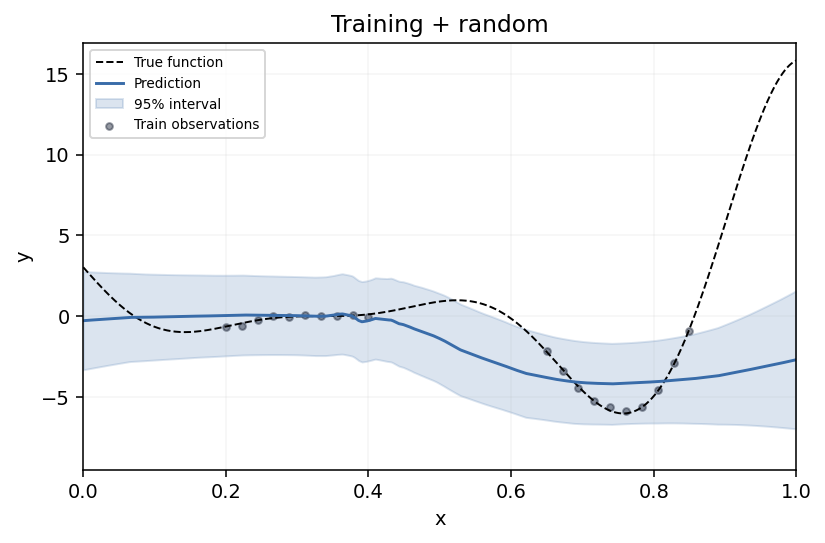 Training + random
True function
Prediction
95% interval
Train observations
15
10
5
0
−5
y
0.0 0.2 0.4 0.6 0.8 1.0
x